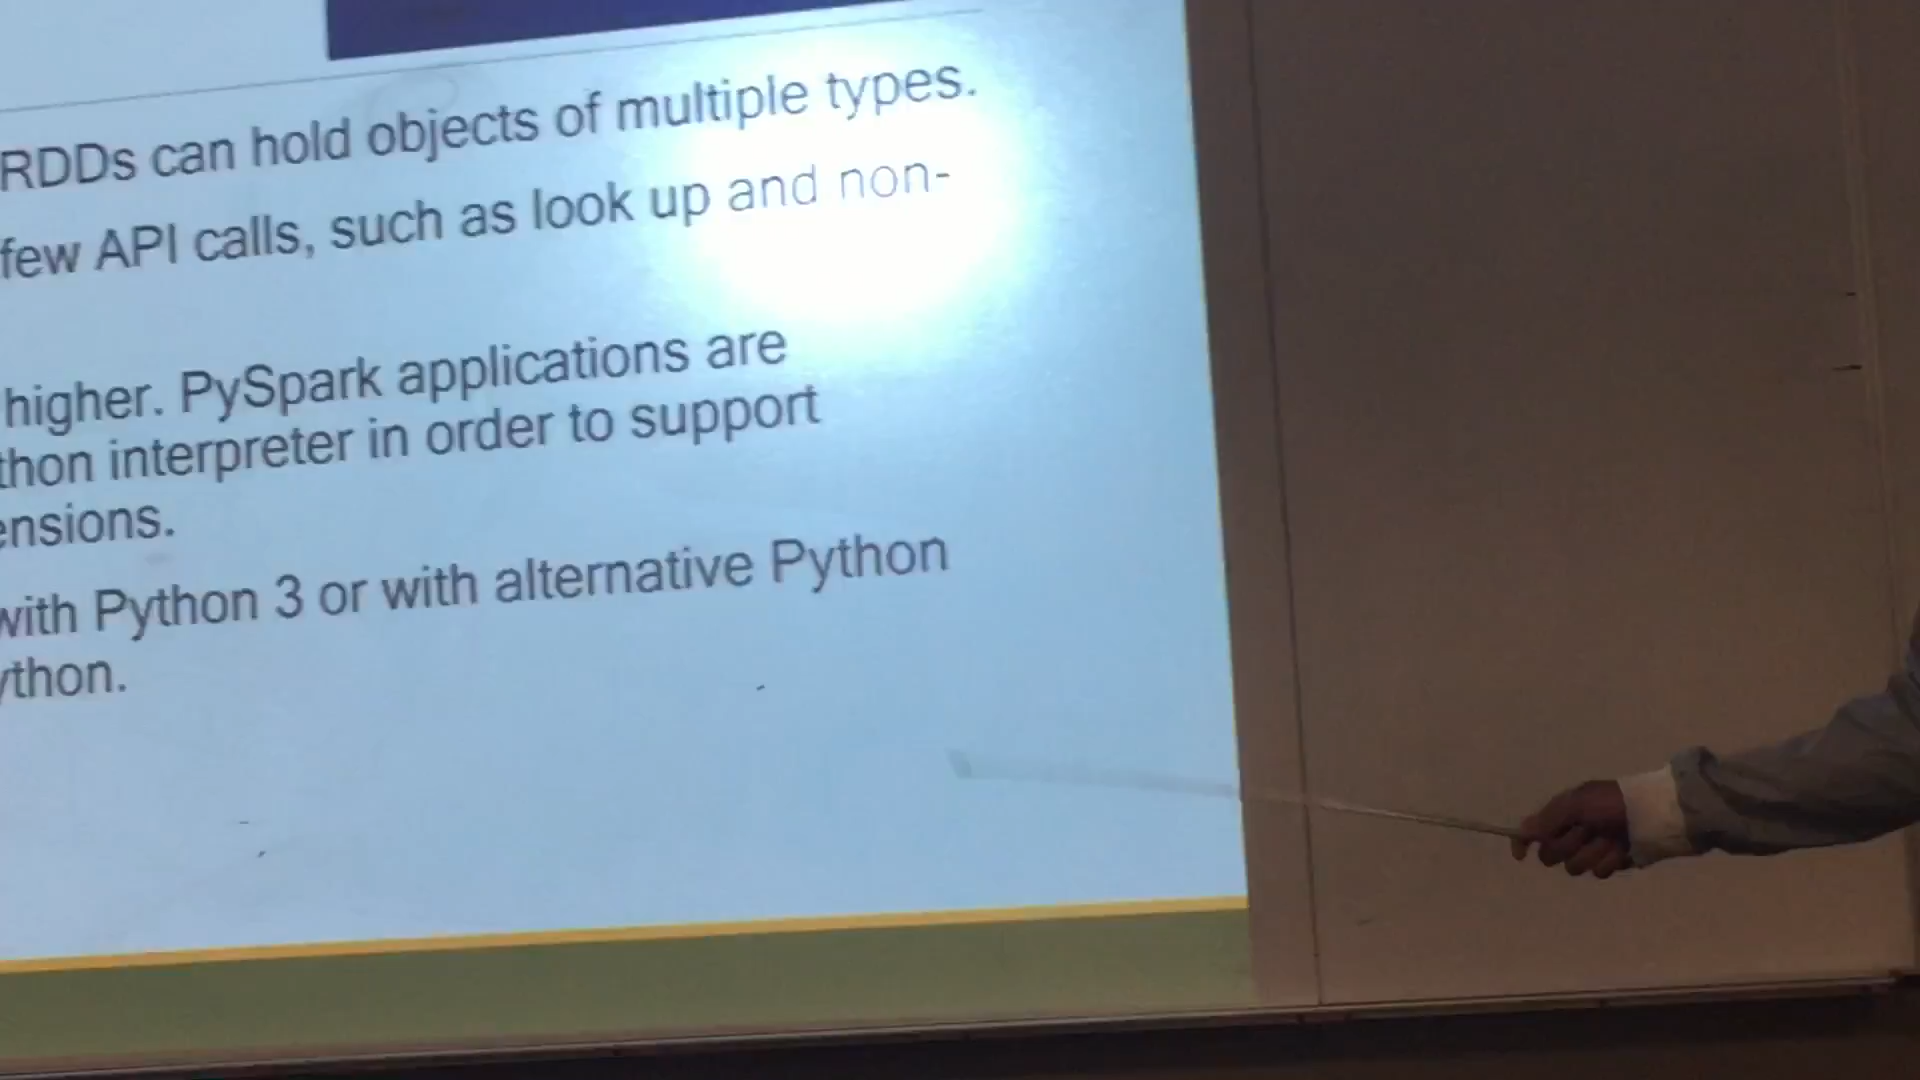 RDDs can hold objects of multiple types.
few API calls, such as look up and non-
higher. PySpark applications are
thon interpreter in order to support
ensions.
with Python 3 or with alternative Python
ython.